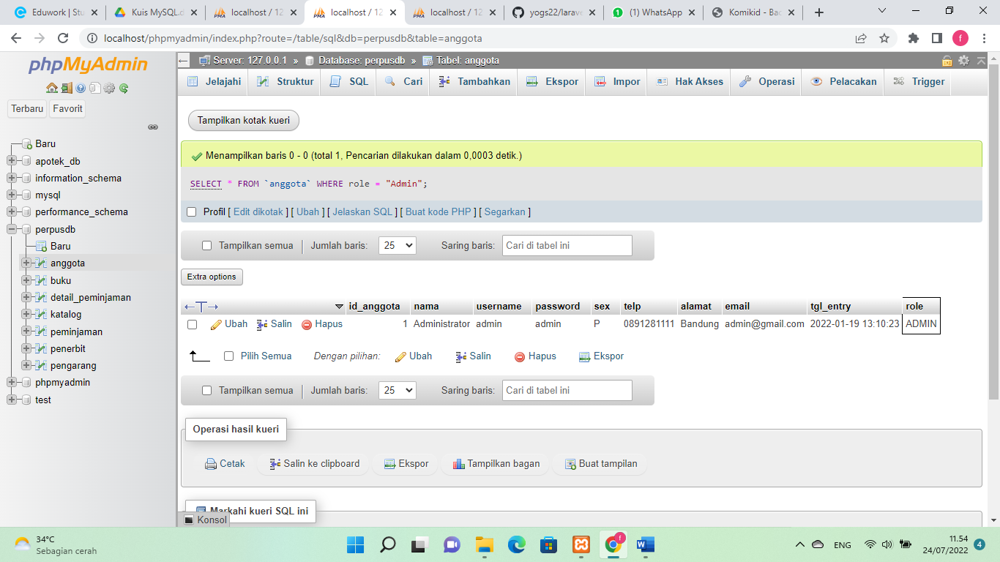 Eduwork | Stu
Kuis MySQL.d
localhost / 12
localhost / 12
localhost / 12
yogs22/larave
(1) WhatsApp
Komikid - Bac
localhost/phpmyadmin/index.php?route=/table/sql&db=perpusdb&table=anggota
f
phpMyAdmin
Terbaru Favorit
Baru
apotek_db
information_schema
mysql
performance_schema
perpusdb
Baru
anggota
buku
detail_peminjaman
katalog
peminjaman
penerbit
pengarang
phpmyadmin
test
Server: 127.0.0.1 » Database: perpusdb » Tabel: anggota
Jelajahi Struktur SQL Cari Tambahkan Ekspor Impor Hak Akses Operasi Pelacakan Trigger
Tampilkan kotak kueri
Menampilkan baris 0 - 0 (total 1, Pencarian dilakukan dalam 0,0003 detik.)
SELECT * FROM `anggota` WHERE role = "Admin";
Profil [ Edit dikotak ] [ Ubah ] [ Jelaskan SQL ] [ Buat kode PHP ] [ Segarkan ]
Tampilkan semua | Jumlah baris: 25 Saring baris: Cari di tabel ini
Extra options
id_anggota nama username password sex telp alamat email tgl_entry role
Ubah Salin Hapus 1 Administrator admin admin P 0891281111 Bandung admin@gmail.com 2022-01-19 13:10:23 ADMIN
Pilih Semua Dengan pilihan: Ubah Salin Hapus Ekspor
Tampilkan semua | Jumlah baris: 25 Saring baris: Cari di tabel ini
Operasi hasil kueri
Cetak Salin ke clipboard Ekspor Tampilkan bagan Buat tampilan
Markahi kueri SQL ini
Konsol
34°C
Sebagian cerah
f
ENG
11.54
24/07/2022
4